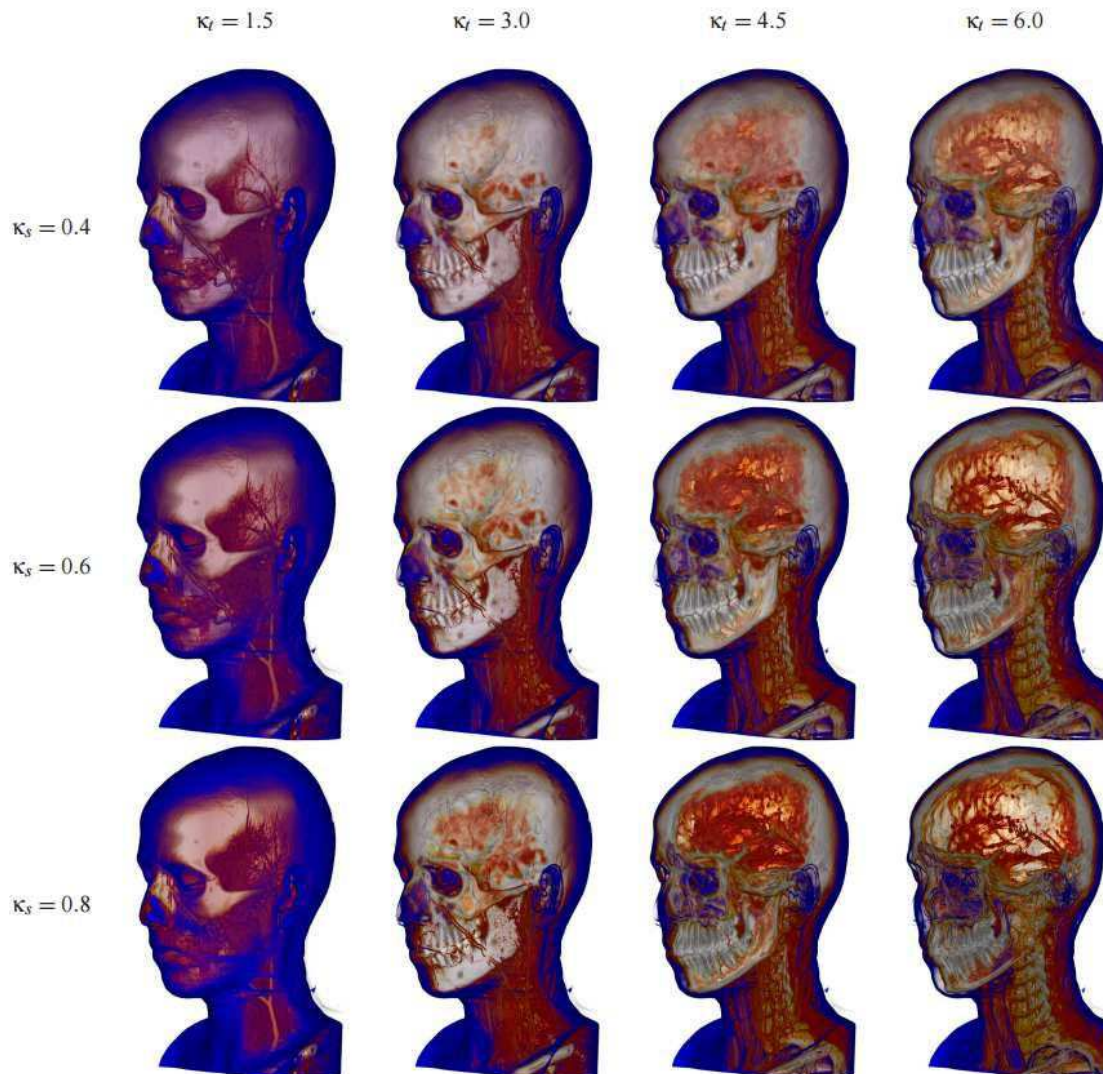 κt = 1.5 κt = 3.0 κt = 4.5 κt = 6.0
κs = 0.4
κs = 0.6
κs = 0.8